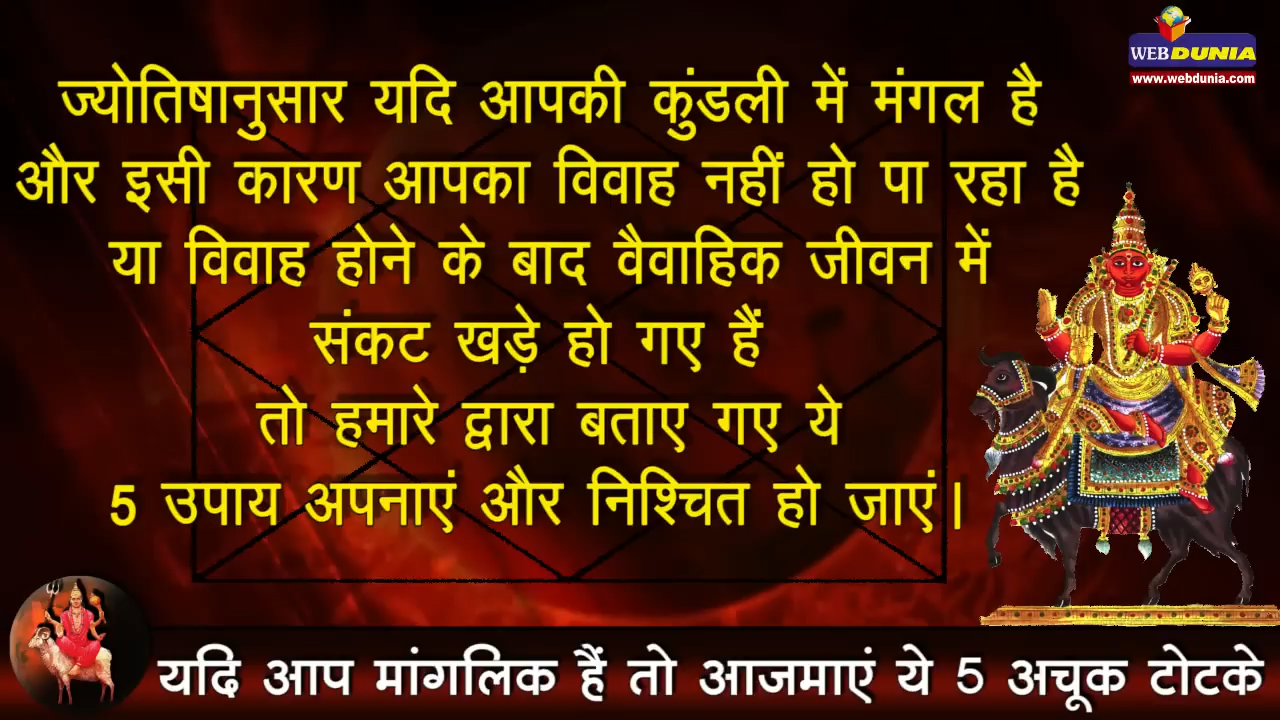 WEBDUNIA
www.webdunia.com
ज्योतिषानुसार यदि आपकी कुंडली में मंगल है
और इसी कारण आपका विवाह नहीं हो पा रहा है
या विवाह होने के बाद वैवाहिक जीवन में
संकट खड़े हो गए हैं
तो हमारे द्वारा बताए गए ये
5 उपाय अपनाएं और निश्चित हो जाएं।
यदि आप मांगलिक हैं तो आजमाएं ये 5 अचूक टोटके